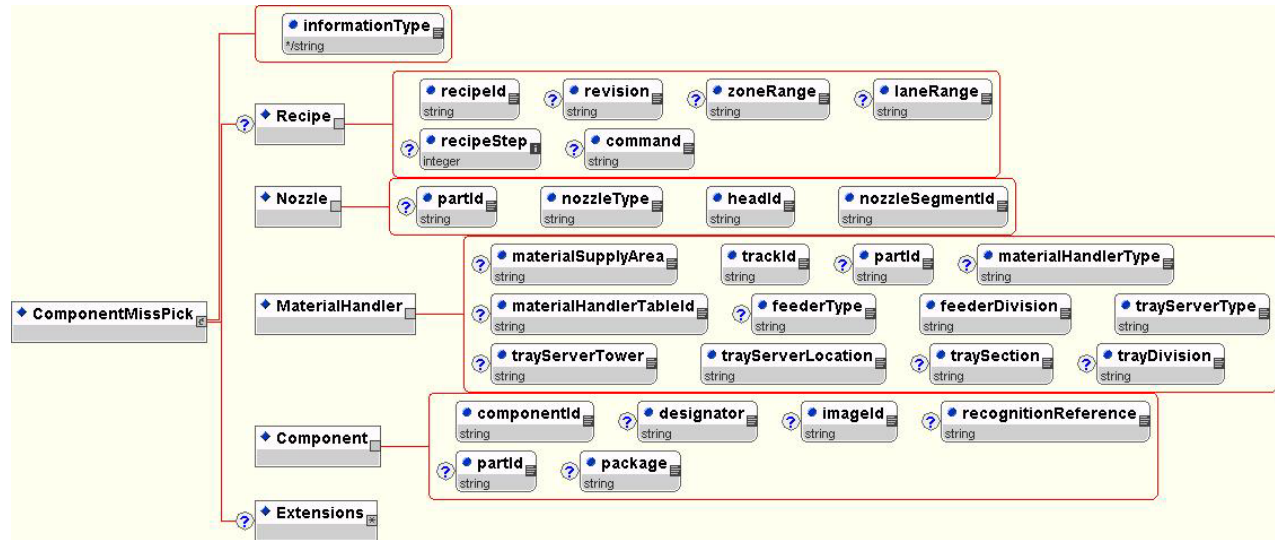 informationType
*/string
Recipe
? recipeId ? revision ? zoneRange ? laneRange
string string string string
? recipeStep ? command
integer string
Nozzle
? partId nozzleType headId nozzleSegmentId
string string string string
? materialSupplyArea trackId ? partId ? materialHandlerType
string string string string
ComponentMissPick
MaterialHandler
? materialHandlerTableId ? feederType feederDivision trayServerType
string string string string
? trayServerTower trayServerLocation ? traySection ? trayDivision
string string string string
componentId ? designator ? imageId ? recognitionReference
string string string string
Component
? partId ? package
string string
? Extensions